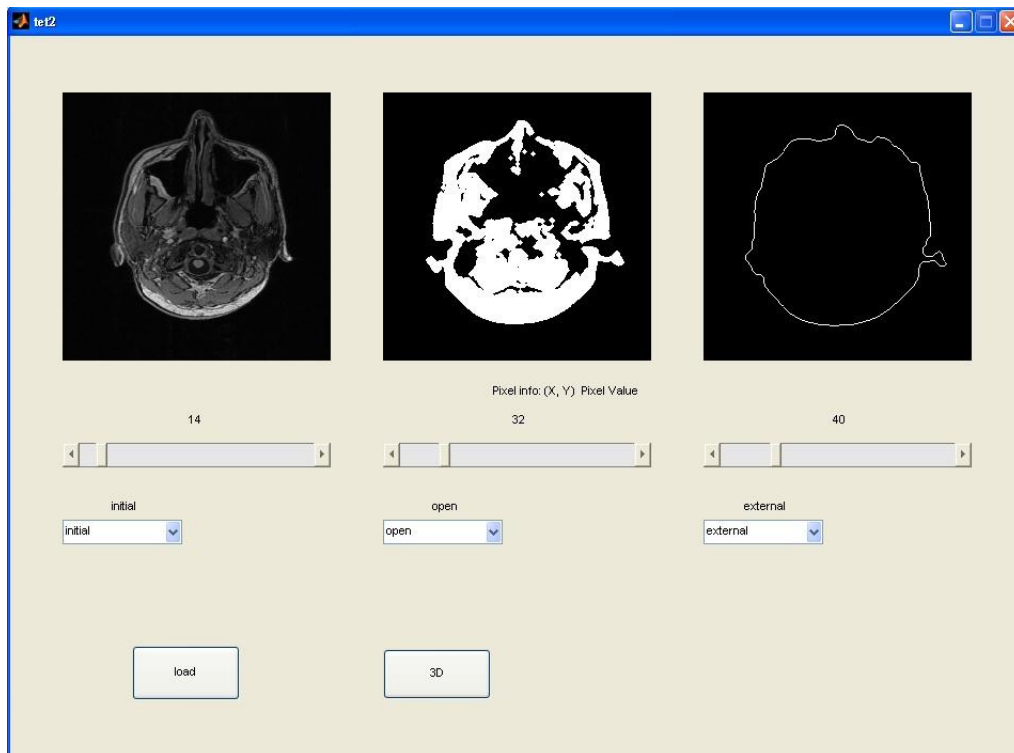 tet2
Pixel info: (X, Y) Pixel Value
14
32
40
initial
open
external
initial
open
external
load
3D